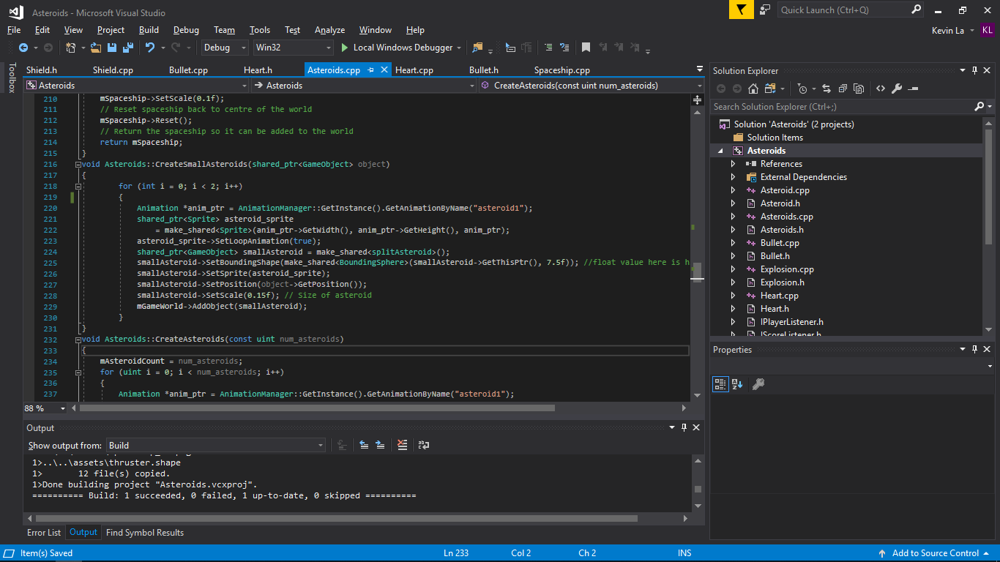 Asteroids - Microsoft Visual Studio
Quick Launch (Ctrl+Q)
File Edit View Project Build Debug Team Tools Test Analyze Window Help
Kevin La KL
Debug Win32 Local Windows Debugger
Toolbox
Shield.h Shield.cpp Bullet.cpp Heart.h Asteroids.cpp Heart.cpp Bullet.h Spaceship.cpp
Asteroids Asteroids CreateAsteroids(const uint num_asteroids)
210 mSpaceship->SetScale(0.1f);
211 // Reset spaceship back to centre of the world
212 mSpaceship->Reset();
213 // Return the spaceship so it can be added to the world
214 return mSpaceship;
215 }
216 void Asteroids::CreateSmallAsteroids(shared_ptr<GameObject> object)
217 {
218 for (int i = 0; i < 2; i++)
219 {
220 Animation *anim_ptr = AnimationManager::GetInstance().GetAnimationByName("asteroid1");
221 shared_ptr<Sprite> asteroid_sprite
222 = make_shared<Sprite>(anim_ptr->GetWidth(), anim_ptr->GetHeight(), anim_ptr);
223 asteroid_sprite->SetLoopAnimation(true);
224 shared_ptr<GameObject> smallAsteroid = make_shared<splitAsteroid>();
225 smallAsteroid->SetBoundingShape(make_shared<BoundingSphere>(smallAsteroid->GetThisPtr(), 7.5f)); //float value here is h
226 smallAsteroid->SetSprite(asteroid_sprite);
227 smallAsteroid->SetPosition(object->GetPosition());
228 smallAsteroid->SetScale(0.15f); // Size of asteroid
229 mGameWorld->AddObject(smallAsteroid);
230 }
231 }
232 void Asteroids::CreateAsteroids(const uint num_asteroids)
233 {
234 mAsteroidCount = num_asteroids;
235 for (uint i = 0; i < num_asteroids; i++)
236 {
237 Animation *anim_ptr = AnimationManager::GetInstance().GetAnimationByName("asteroid1");
88 %
Output
Show output from: Build
1>..\..\assets\thruster.shape
1> 12 file(s) copied.
1>Done building project "Asteroids.vcxproj".
========== Build: 1 succeeded, 0 failed, 1 up-to-date, 0 skipped ==========
Error List Output Find Symbol Results
Solution Explorer
Search Solution Explorer (Ctrl+;)
Solution 'Asteroids' (2 projects)
Solution Items
Asteroids
References
External Dependencies
Asteroid.cpp
Asteroid.h
Asteroids.cpp
Asteroids.h
Bullet.cpp
Bullet.h
Explosion.cpp
Explosion.h
Heart.cpp
Heart.h
IPlayerListener.h
IScoreListener.h
Properties
Item(s) Saved Ln 233 Col 2 Ch 2 INS Add to Source Control